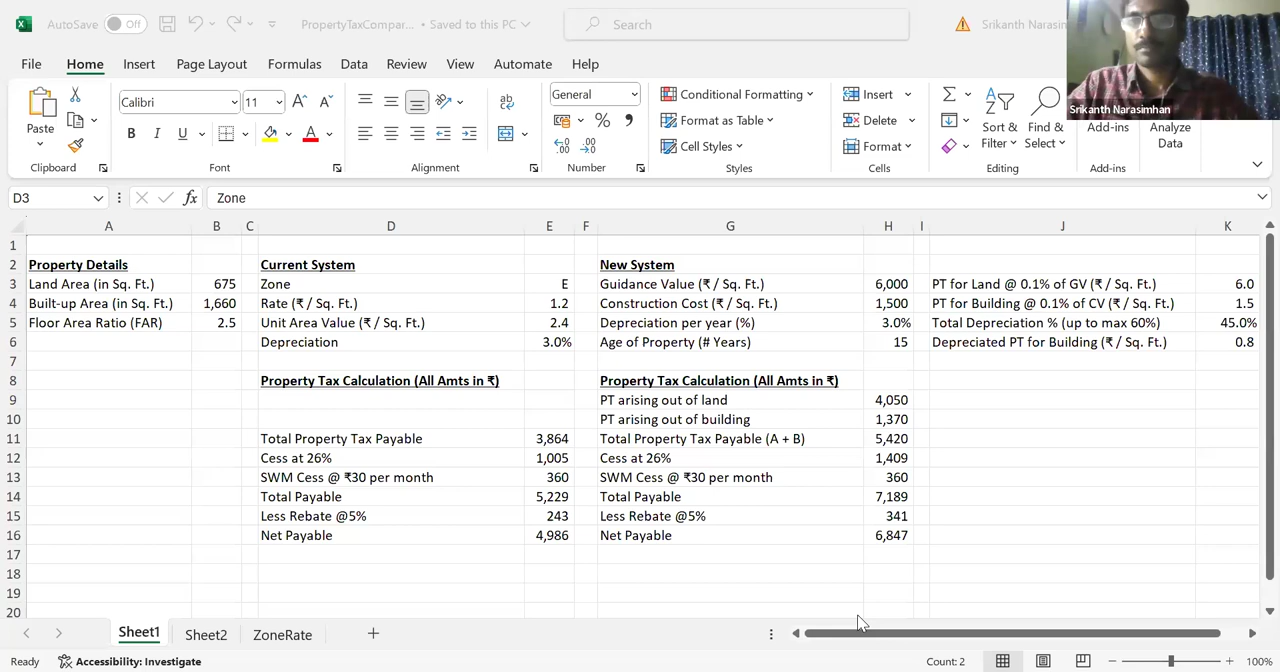 AutoSave Off PropertyTaxCompar... • Saved to this PC Search Srikanth Narasin
File Home Insert Page Layout Formulas Data Review View Automate Help
Srikanth Narasimhan
Paste Calibri 11 A A General Conditional Formatting Insert
B I U A % , Format as Table Delete Sort & Filter Find & Select Add-ins Analyze Data
Cell Styles Format
Clipboard Font Alignment Number Styles Cells Editing Add-ins
D3 fx Zone
A B C D E F G H I J K
1
2 Property Details Current System New System
3 Land Area (in Sq. Ft.) 675 Zone E Guidance Value (₹ / Sq. Ft.) 6,000 PT for Land @ 0.1% of GV (₹ / Sq. Ft.) 6.0
4 Built-up Area (in Sq. Ft.) 1,660 Rate (₹ / Sq. Ft.) 1.2 Construction Cost (₹ / Sq. Ft.) 1,500 PT for Building @ 0.1% of CV (₹ / Sq. Ft.) 1.5
5 Floor Area Ratio (FAR) 2.5 Unit Area Value (₹ / Sq. Ft.) 2.4 Depreciation per year (%) 3.0% Total Depreciation % (up to max 60%) 45.0%
6 Depreciation 3.0% Age of Property (# Years) 15 Depreciated PT for Building (₹ / Sq. Ft.) 0.8
7
8 Property Tax Calculation (All Amts in ₹) Property Tax Calculation (All Amts in ₹)
9 PT arising out of land 4,050
10 PT arising out of building 1,370
11 Total Property Tax Payable 3,864 Total Property Tax Payable (A + B) 5,420
12 Cess at 26% 1,005 Cess at 26% 1,409
13 SWM Cess @ ₹30 per month 360 SWM Cess @ ₹30 per month 360
14 Total Payable 5,229 Total Payable 7,189
15 Less Rebate @5% 243 Less Rebate @5% 341
16 Net Payable 4,986 Net Payable 6,847
17
18
19
20
Sheet1 Sheet2 ZoneRate
Ready Accessibility: Investigate Count: 2 100%